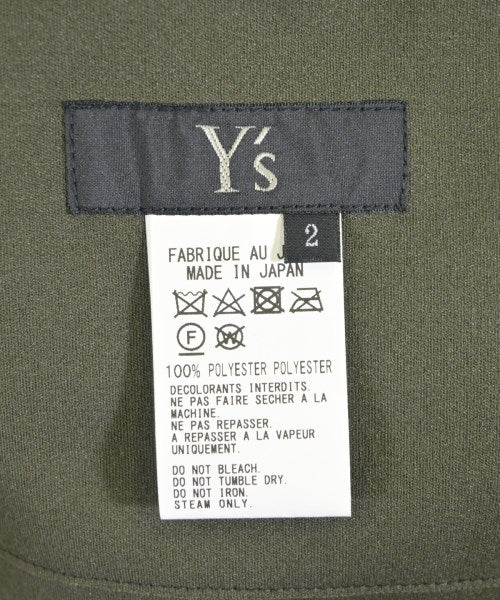 Y's
2
FABRIQUE AU J
MADE IN JAPAN
F W
100% POLYESTER POLYESTER
DECOLORANTS INTERDITS.
NE PAS FAIRE SECHER A LA
MACHINE.
NE PAS REPASSER.
A REPASSER A LA VAPEUR
UNIQUEMENT.
DO NOT BLEACH.
DO NOT TUMBLE DRY.
DO NOT IRON.
STEAM ONLY.